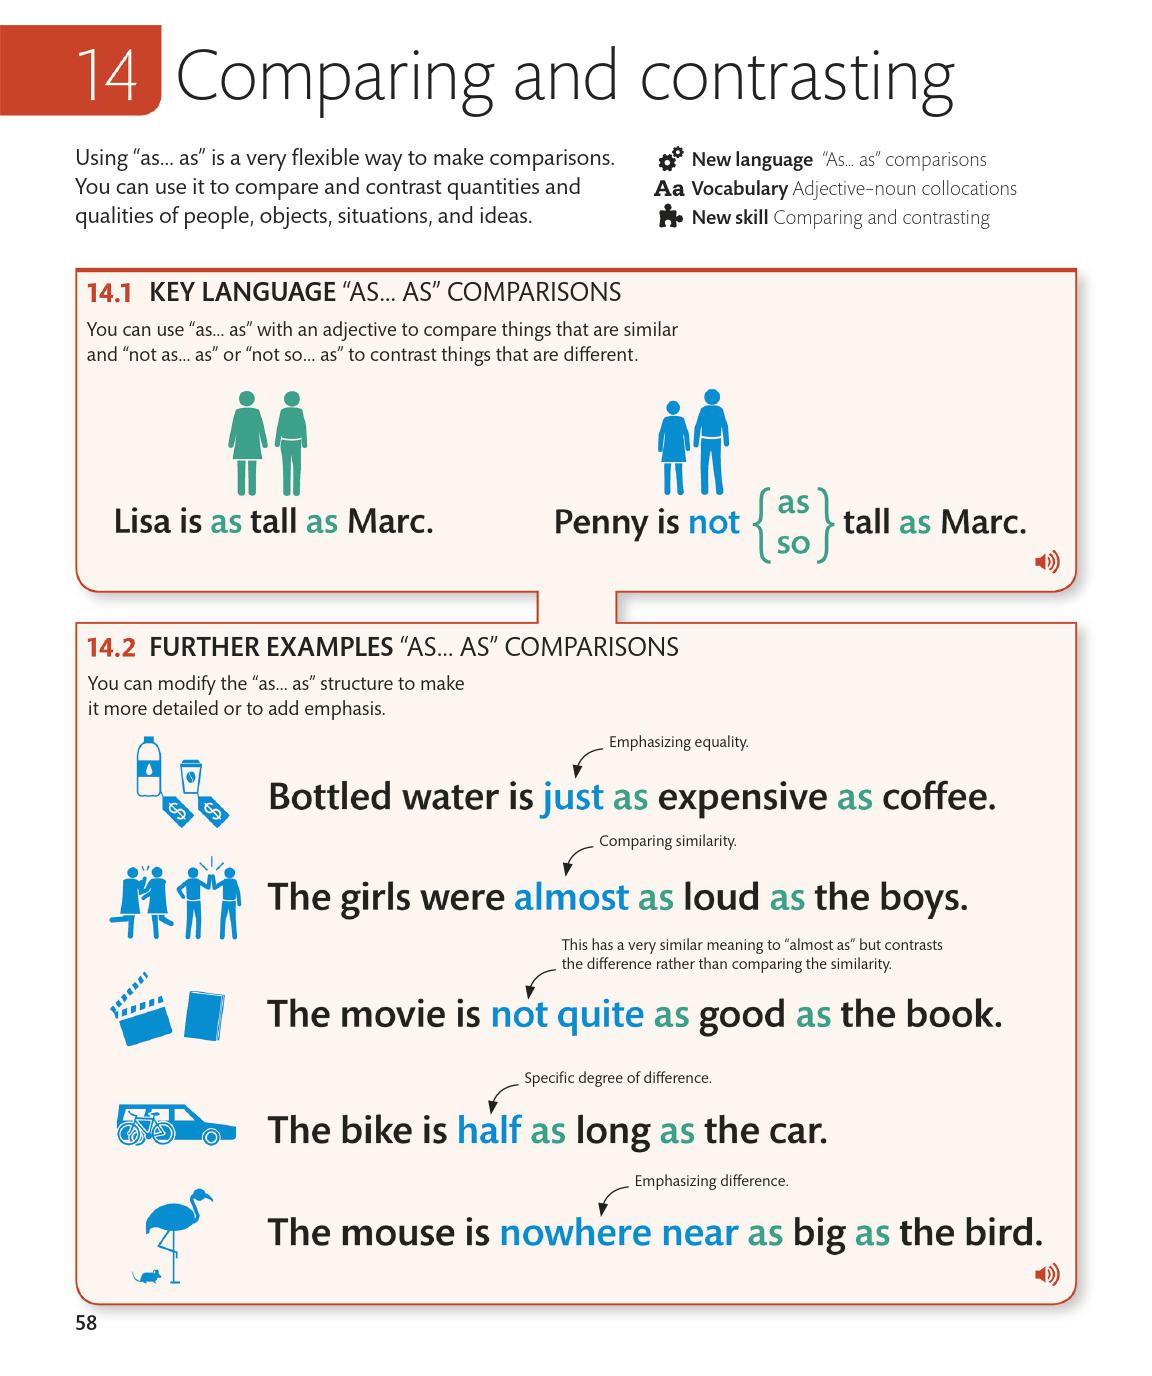 14 Comparing and contrasting
Using “as... as” is a very flexible way to make comparisons.
You can use it to compare and contrast quantities and
qualities of people, objects, situations, and ideas.
New language “As... as” comparisons
Aa Vocabulary Adjective–noun collocations
New skill Comparing and contrasting
14.1 KEY LANGUAGE “AS... AS” COMPARISONS
You can use “as... as” with an adjective to compare things that are similar
and “not as... as” or “not so... as” to contrast things that are different.
Lisa is as tall as Marc.
Penny is not { as so } tall as Marc.
14.2 FURTHER EXAMPLES “AS... AS” COMPARISONS
You can modify the “as... as” structure to make
it more detailed or to add emphasis.
Emphasizing equality.
$ $
Bottled water is just as expensive as coffee.
Comparing similarity.
The girls were almost as loud as the boys.
This has a very similar meaning to “almost as” but contrasts
the difference rather than comparing the similarity.
The movie is not quite as good as the book.
Specific degree of difference.
The bike is half as long as the car.
Emphasizing difference.
The mouse is nowhere near as big as the bird.
58